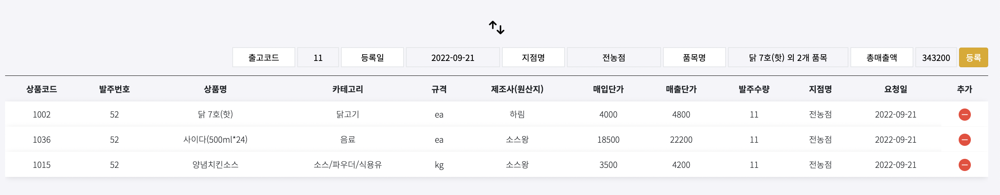 출고코드 11 등록일 2022-09-21 지점명 전농점 품목명 닭 7호(핫) 외 2개 품목 총매출액 343200 등록
상품코드 발주번호 상품명 카테고리 규격 제조사(원산지) 매입단가 매출단가 발주수량 지점명 요청일 추가
1002 52 닭 7호(핫) 닭고기 ea 하림 4000 4800 11 전농점 2022-09-21
1036 52 사이다(500ml*24) 음료 ea 소스왕 18500 22200 11 전농점 2022-09-21
1015 52 양념치킨소스 소스/파우더/식용유 kg 소스왕 3500 4200 11 전농점 2022-09-21